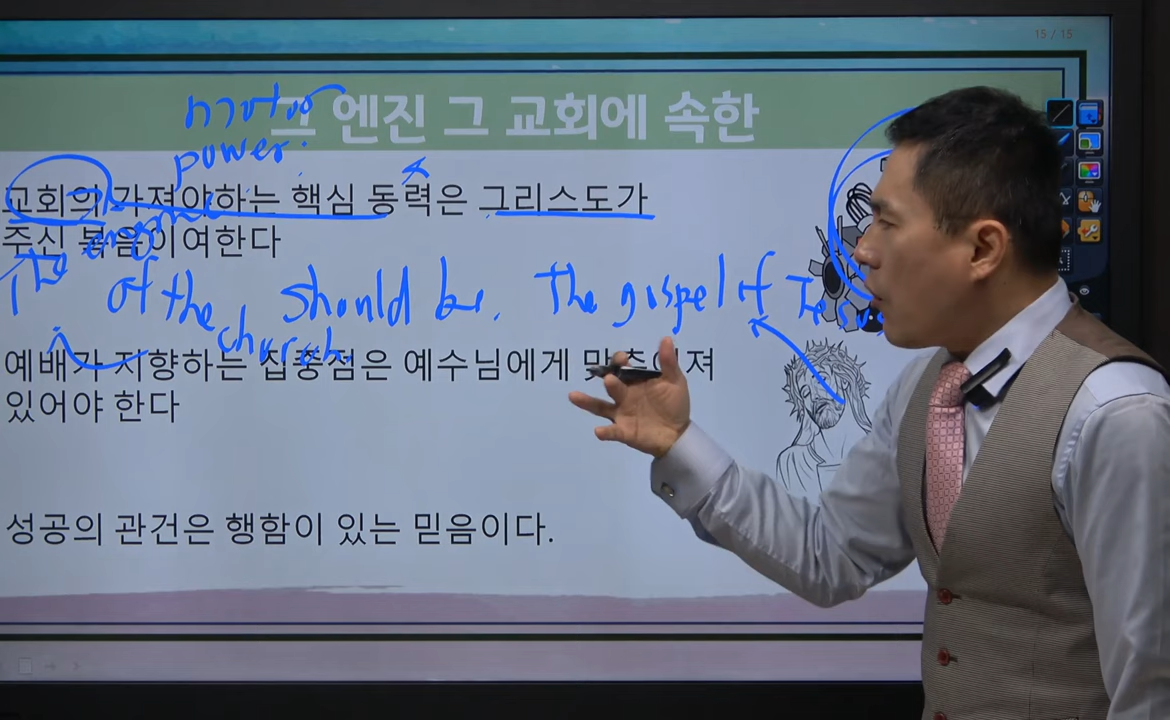 15 / 15
그 엔진 그 교회에 속한
motor
power.
교회의 가져야하는 핵심 동력은 그리스도가
주신 복음이여한다
The engine
of the church should be. The gospel of Jesus
예배가 지향하는 집중점은 예수님에게 맞추어져
있어야 한다
성공의 관건은 행함이 있는 믿음이다.